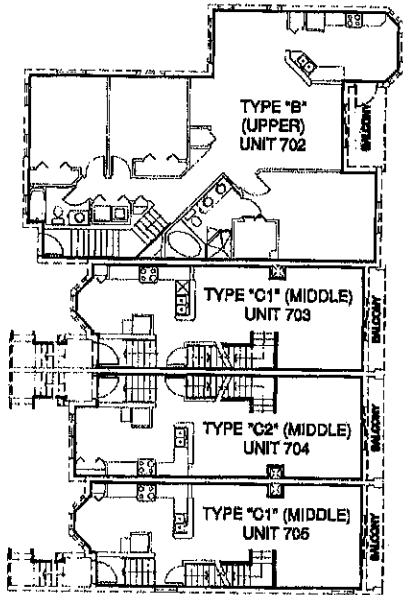 TYPE "B"
(UPPER)
UNIT 702
BALCONY
TYPE "C1" (MIDDLE)
UNIT 703
BALCONY
TYPE "C2" (MIDDLE)
UNIT 704
BALCONY
TYPE "C1" (MIDDLE)
UNIT 705
BALCONY